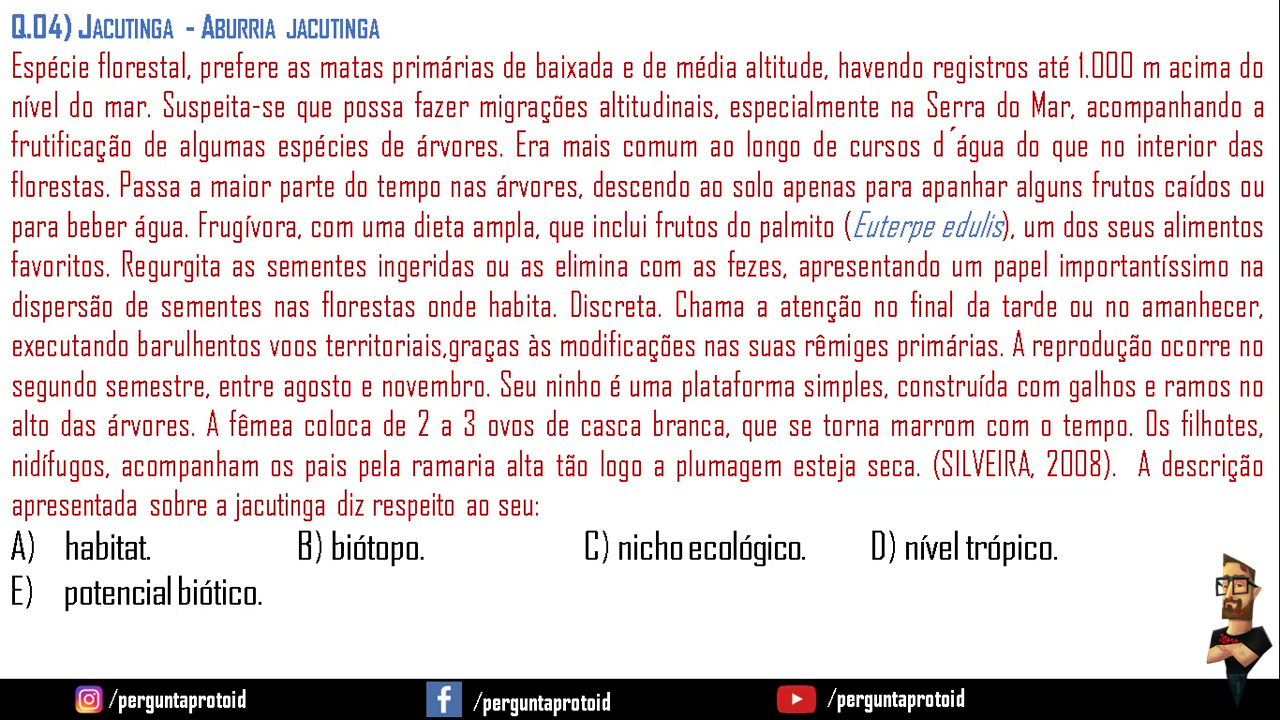 Q.04) JACUTINGA - ABURRIA JACUTINGA
Espécie florestal, prefere as matas primárias de baixada e de média altitude, havendo registros até 1.000 m acima do
nível do mar. Suspeita-se que possa fazer migrações altitudinais, especialmente na Serra do Mar, acompanhando a
frutificação de algumas espécies de árvores. Era mais comum ao longo de cursos d´água do que no interior das
florestas. Passa a maior parte do tempo nas árvores, descendo ao solo apenas para apanhar alguns frutos caídos ou
para beber água. Frugívora, com uma dieta ampla, que inclui frutos do palmito (Euterpe edulis), um dos seus alimentos
favoritos. Regurgita as sementes ingeridas ou as elimina com as fezes, apresentando um papel importantíssimo na
dispersão de sementes nas florestas onde habita. Discreta. Chama a atenção no final da tarde ou no amanhecer,
executando barulhentos voos territoriais,graças às modificações nas suas rêmiges primárias. A reprodução ocorre no
segundo semestre, entre agosto e novembro. Seu ninho é uma plataforma simples, construída com galhos e ramos no
alto das árvores. A fêmea coloca de 2 a 3 ovos de casca branca, que se torna marrom com o tempo. Os filhotes,
nidífugos, acompanham os pais pela ramaria alta tão logo a plumagem esteja seca. (SILVEIRA, 2008). A descrição
apresentada sobre a jacutinga diz respeito ao seu:
A) habitat. B) biótopo. C) nicho ecológico. D) nível trópico.
E) potencial biótico.
/perguntaprotoid /perguntaprotoid /perguntaprotoid